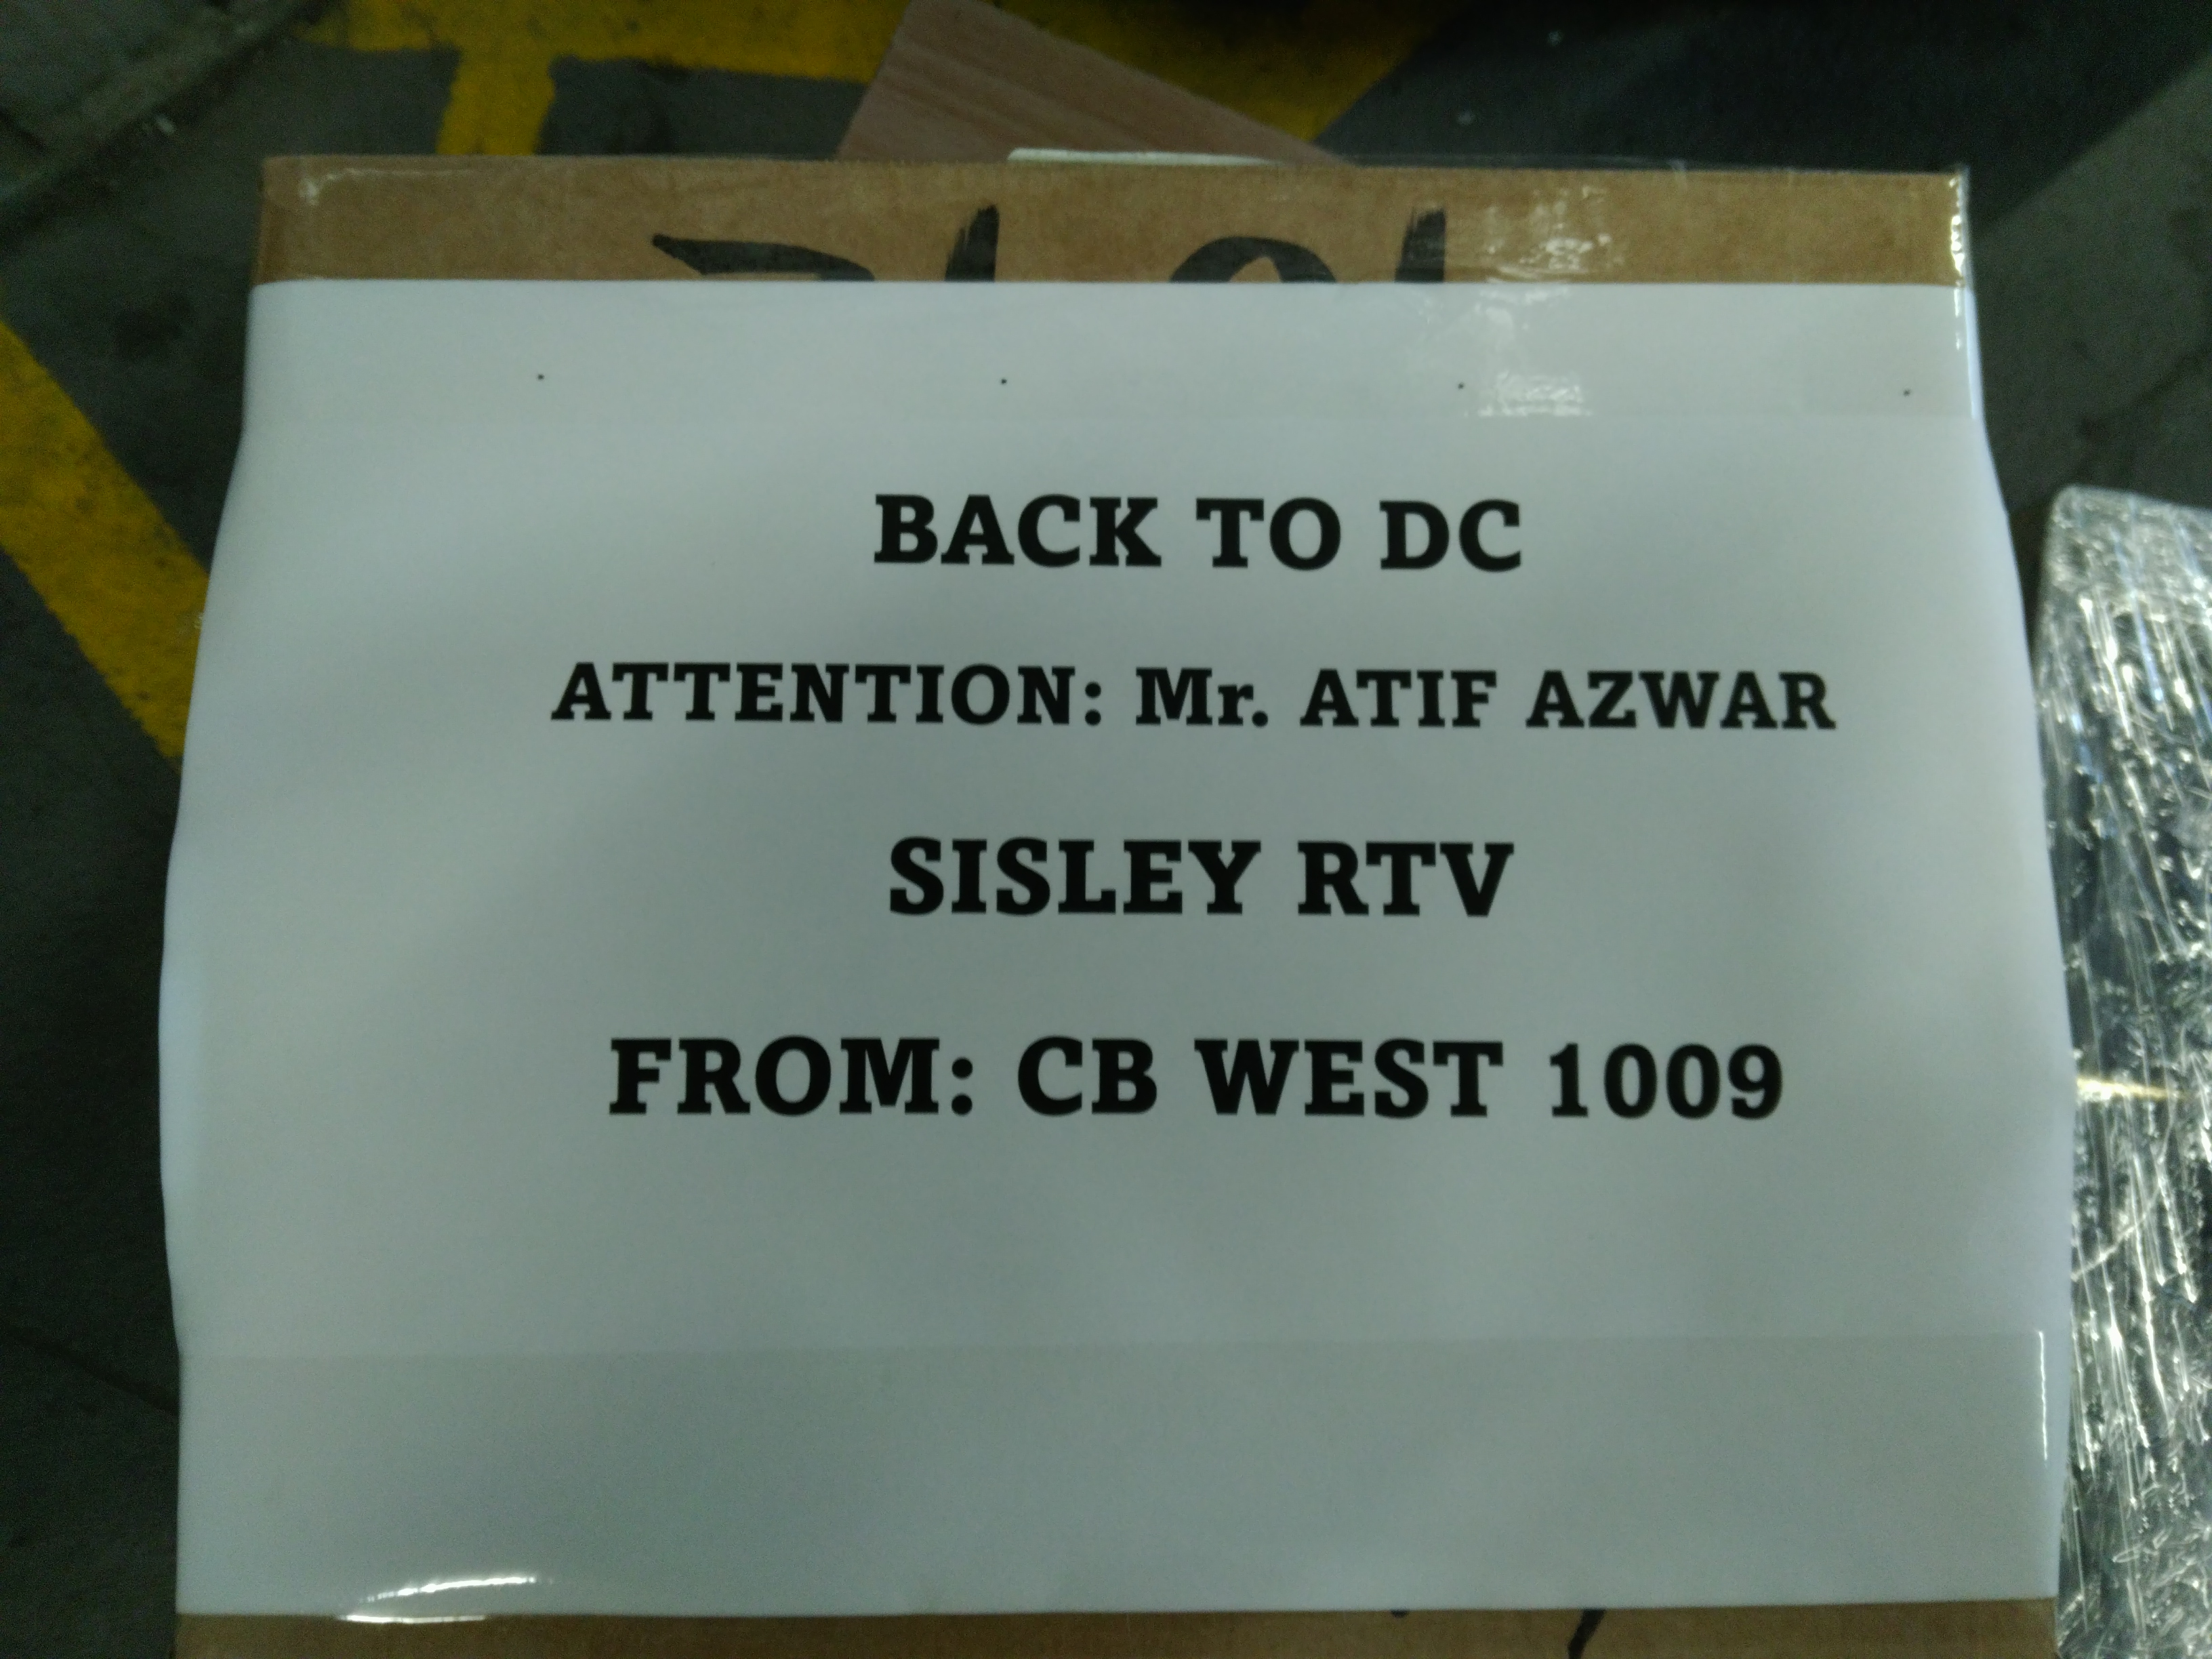 BACK TO DC
ATTENTION: Mr. ATIF AZWAR
SISLEY RTV
FROM: CB WEST 1009